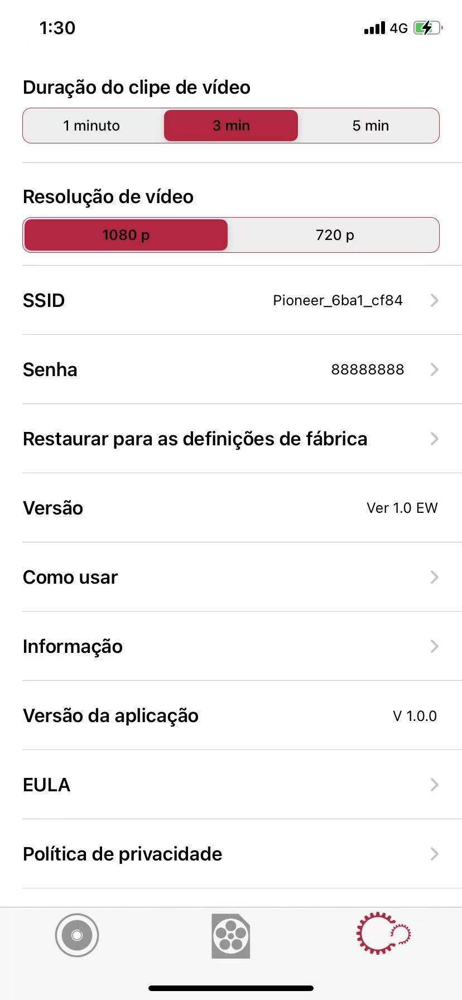 1:30
4G
Duração do clipe de vídeo
1 minuto 3 min 5 min
Resolução de vídeo
1080 p 720 p
SSID Pioneer_6ba1_cf84
Senha 88888888
Restaurar para as definições de fábrica
Versão Ver 1.0 EW
Como usar
Informação
Versão da aplicação V 1.0.0
EULA
Política de privacidade